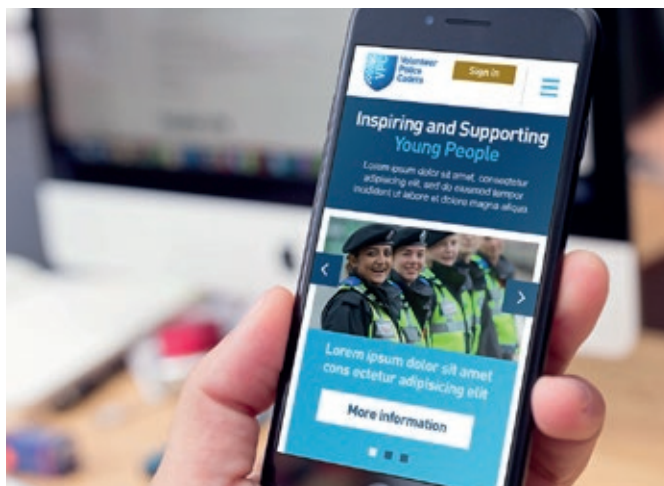 VPC
Volunteer
Police
Cadets
Sign in
Inspiring and Supporting
Young People
Lorem ipsum dolor sit amet, consectetur
adipiscing elit, sed do eiusmod tempor
incididunt ut labore et dolore magna aliqua
Lorem ipsum dolor sit amet
cons ectetur adipisicing elit
More information